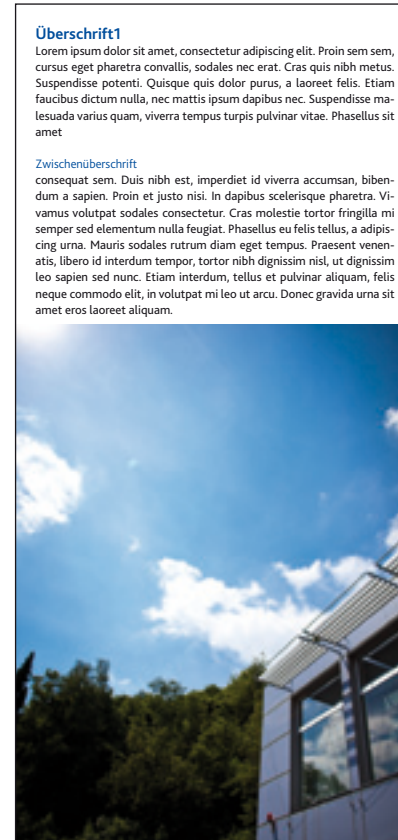 Überschrift1
Lorem ipsum dolor sit amet, consectetur adipiscing elit. Proin sem sem,
cursus eget pharetra convallis, sodales nec erat. Cras quis nibh metus.
Suspendisse potenti. Quisque quis dolor purus, a laoreet felis. Etiam
faucibus dictum nulla, nec mattis ipsum dapibus nec. Suspendisse ma-
lesuada varius quam, viverra tempus turpis pulvinar vitae. Phasellus sit
amet
Zwischenüberschrift
consequat sem. Duis nibh est, imperdiet id viverra accumsan, biben-
dum a sapien. Proin et justo nisi. In dapibus scelerisque pharetra. Vi-
vamus volutpat sodales consectetur. Cras molestie tortor fringilla mi
semper sed elementum nulla feugiat. Phasellus eu felis tellus, a adipis-
cing urna. Mauris sodales rutrum diam eget tempus. Praesent venen-
atis, libero id interdum tempor, tortor nibh dignissim nisl, ut dignissim
leo sapien sed nunc. Etiam interdum, tellus et pulvinar aliquam, felis
neque commodo elit, in volutpat mi leo ut arcu. Donec gravida urna sit
amet eros laoreet aliquam.